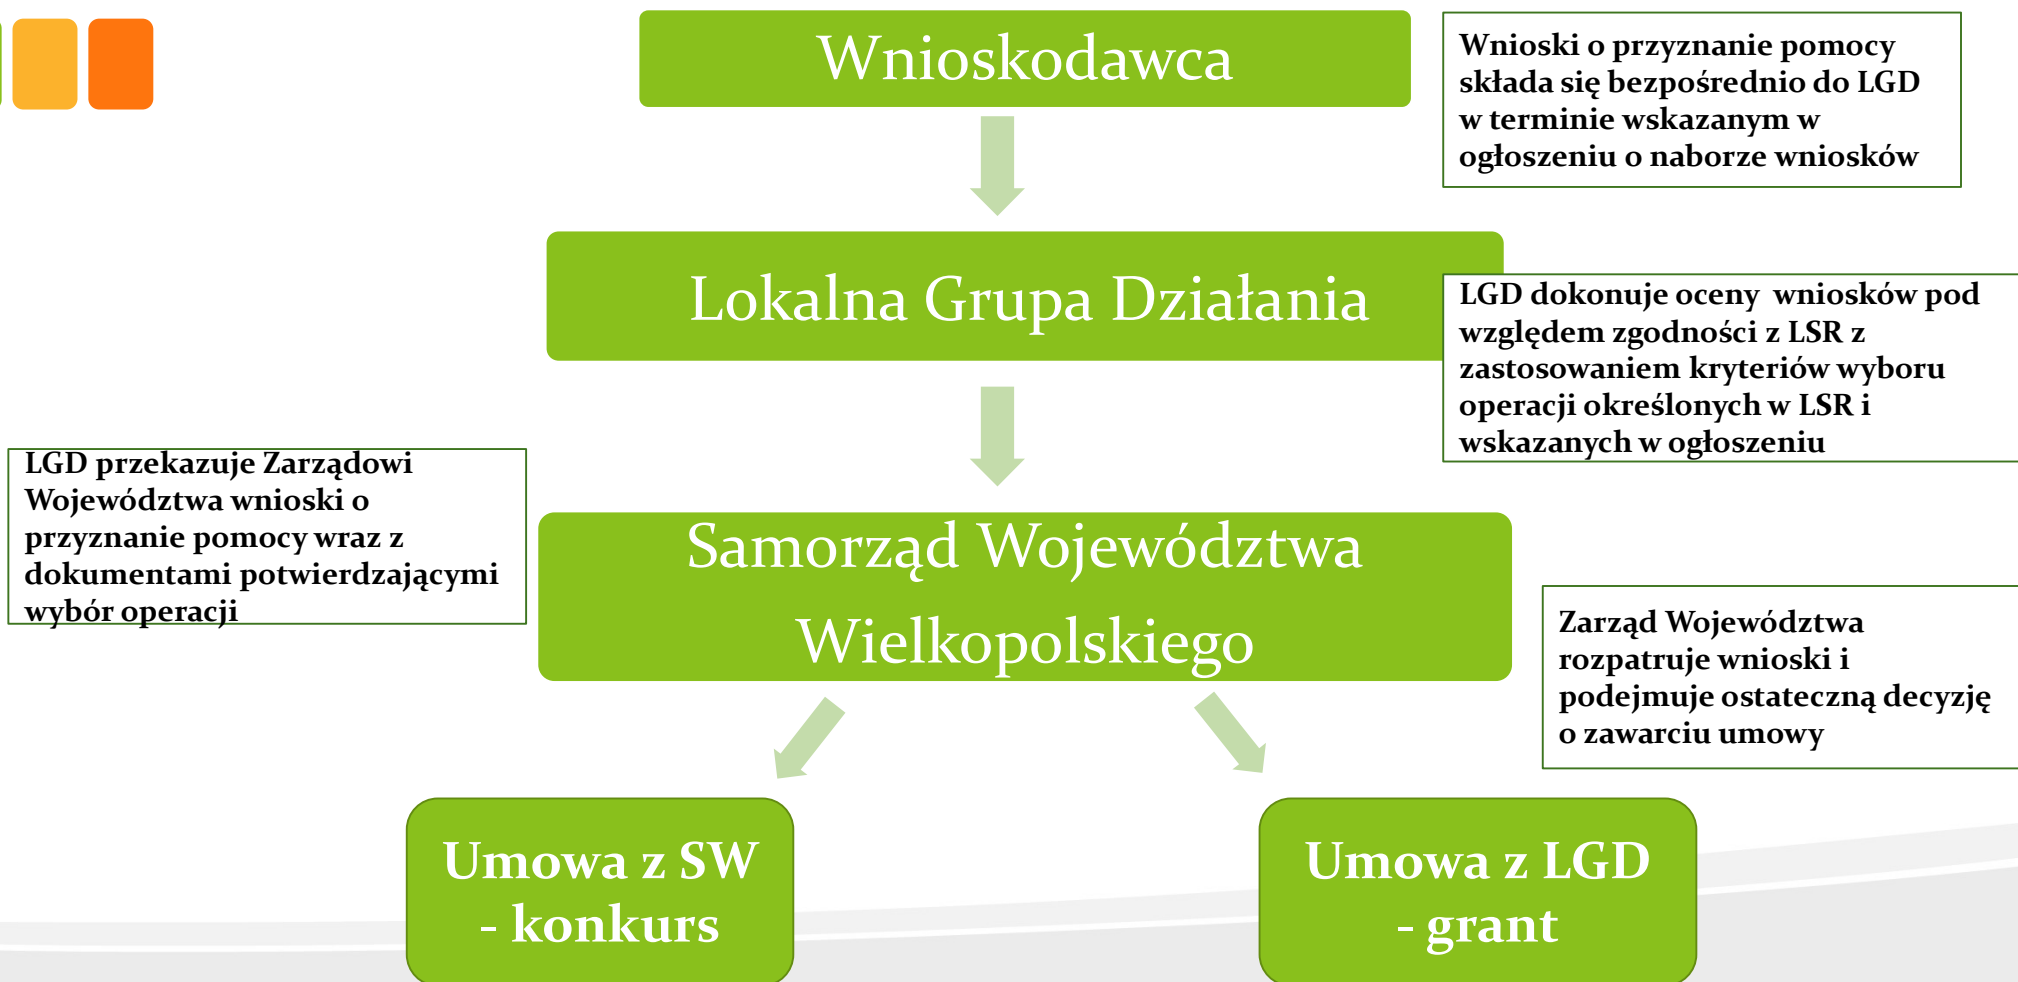 Wnioskodawca
Wnioski o przyznanie pomocy
składa się bezpośrednio do LGD
w terminie wskazanym w
ogłoszeniu o naborze wniosków
Lokalna Grupa Działania
LGD dokonuje oceny wniosków pod
względem zgodności z LSR z
zastosowaniem kryteriów wyboru
operacji określonych w LSR i
wskazanych w ogłoszeniu
LGD przekazuje Zarządowi
Województwa wnioski o
przyznanie pomocy wraz z
dokumentami potwierdzającymi
wybór operacji
Samorząd Województwa
Wielkopolskiego
Zarząd Województwa
rozpatruje wnioski i
podejmuje ostateczną decyzję
o zawarciu umowy
Umowa z SW
- konkurs
Umowa z LGD
- grant